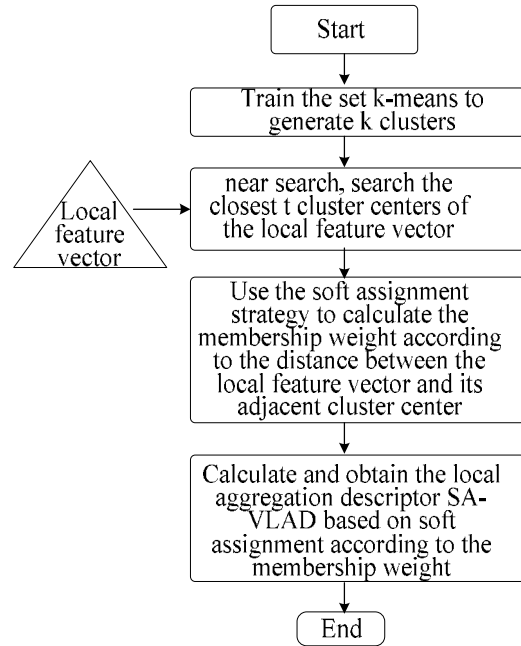 Start
Train the set k-means to
generate k clusters
Local
feature
vector
near search, search the
closest t cluster centers of
the local feature vector
Use the soft assignment
strategy to calculate the
membership weight according
to the distance between the
local feature vector and its
adjacent cluster center
Calculate and obtain the local
aggregation descriptor SA-
VLAD based on soft
assignment according to the
membership weight
End